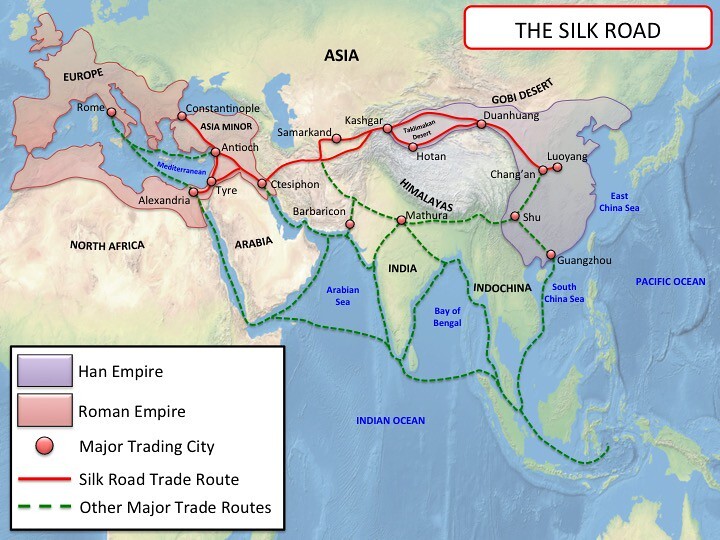 THE SILK ROAD
ASIA
EUROPE
GOBI DESERT
Rome
Constantinople
Duanhuang
ASIA MINOR
Kashgar
Taklimakan
Desert
Samarkand
Antioch
Hotan
Luoyang
Mediterranean
Chang'an
Tyre
Ctesiphon
HIMALAYAS
Alexandria
East
China Sea
Barbaricon
Mathura
Shu
NORTH AFRICA
ARABIA
Guangzhou
INDIA
PACIFIC OCEAN
Arabian
Sea
INDOCHINA
South
China Sea
Bay of
Bengal
INDIAN OCEAN
Han Empire
Roman Empire
Major Trading City
Silk Road Trade Route
Other Major Trade Routes